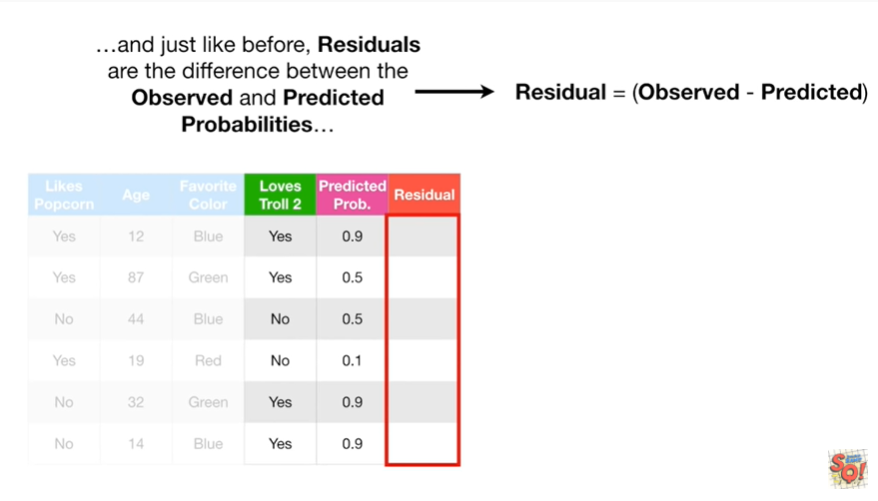 ...and just like before, Residuals
are the difference between the
Observed and Predicted
Probabilities...
Residual = (Observed - Predicted)
Likes Popcorn Age Favorite Color Loves Troll 2 Predicted Prob. Residual
Yes 12 Blue Yes 0.9
Yes 87 Green Yes 0.5
No 44 Blue No 0.5
Yes 19 Red No 0.1
No 32 Green Yes 0.9
No 14 Blue Yes 0.9
SQ!